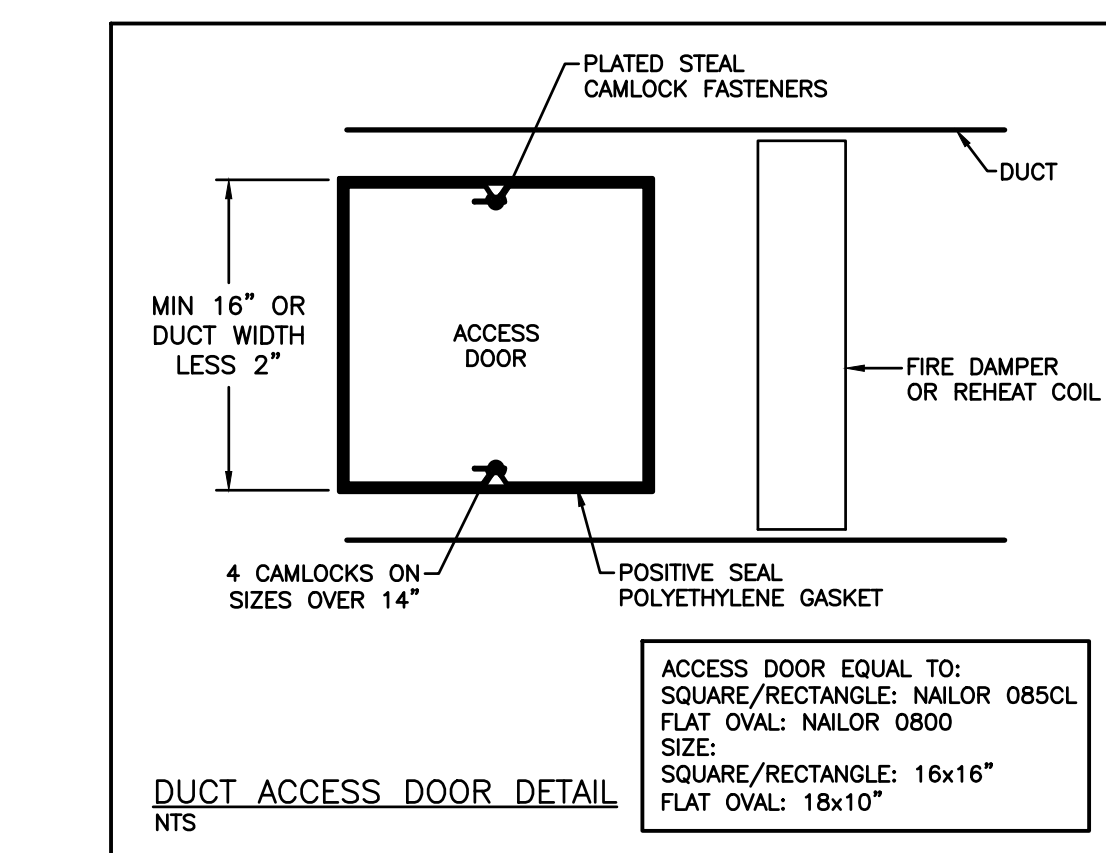 PLATED STEAL
CAMLOCK FASTENERS
DUCT
MIN 16" OR
DUCT WIDTH
LESS 2"
ACCESS
DOOR
FIRE DAMPER
OR REHEAT COIL
4 CAMLOCKS ON
SIZES OVER 14"
POSITIVE SEAL
POLYETHYLENE GASKET
ACCESS DOOR EQUAL TO:
SQUARE/RECTANGLE: NAILOR 085CL
FLAT OVAL: NAILOR 0800
SIZE:
SQUARE/RECTANGLE: 16x16"
FLAT OVAL: 18x10"
DUCT ACCESS DOOR DETAIL
NTS